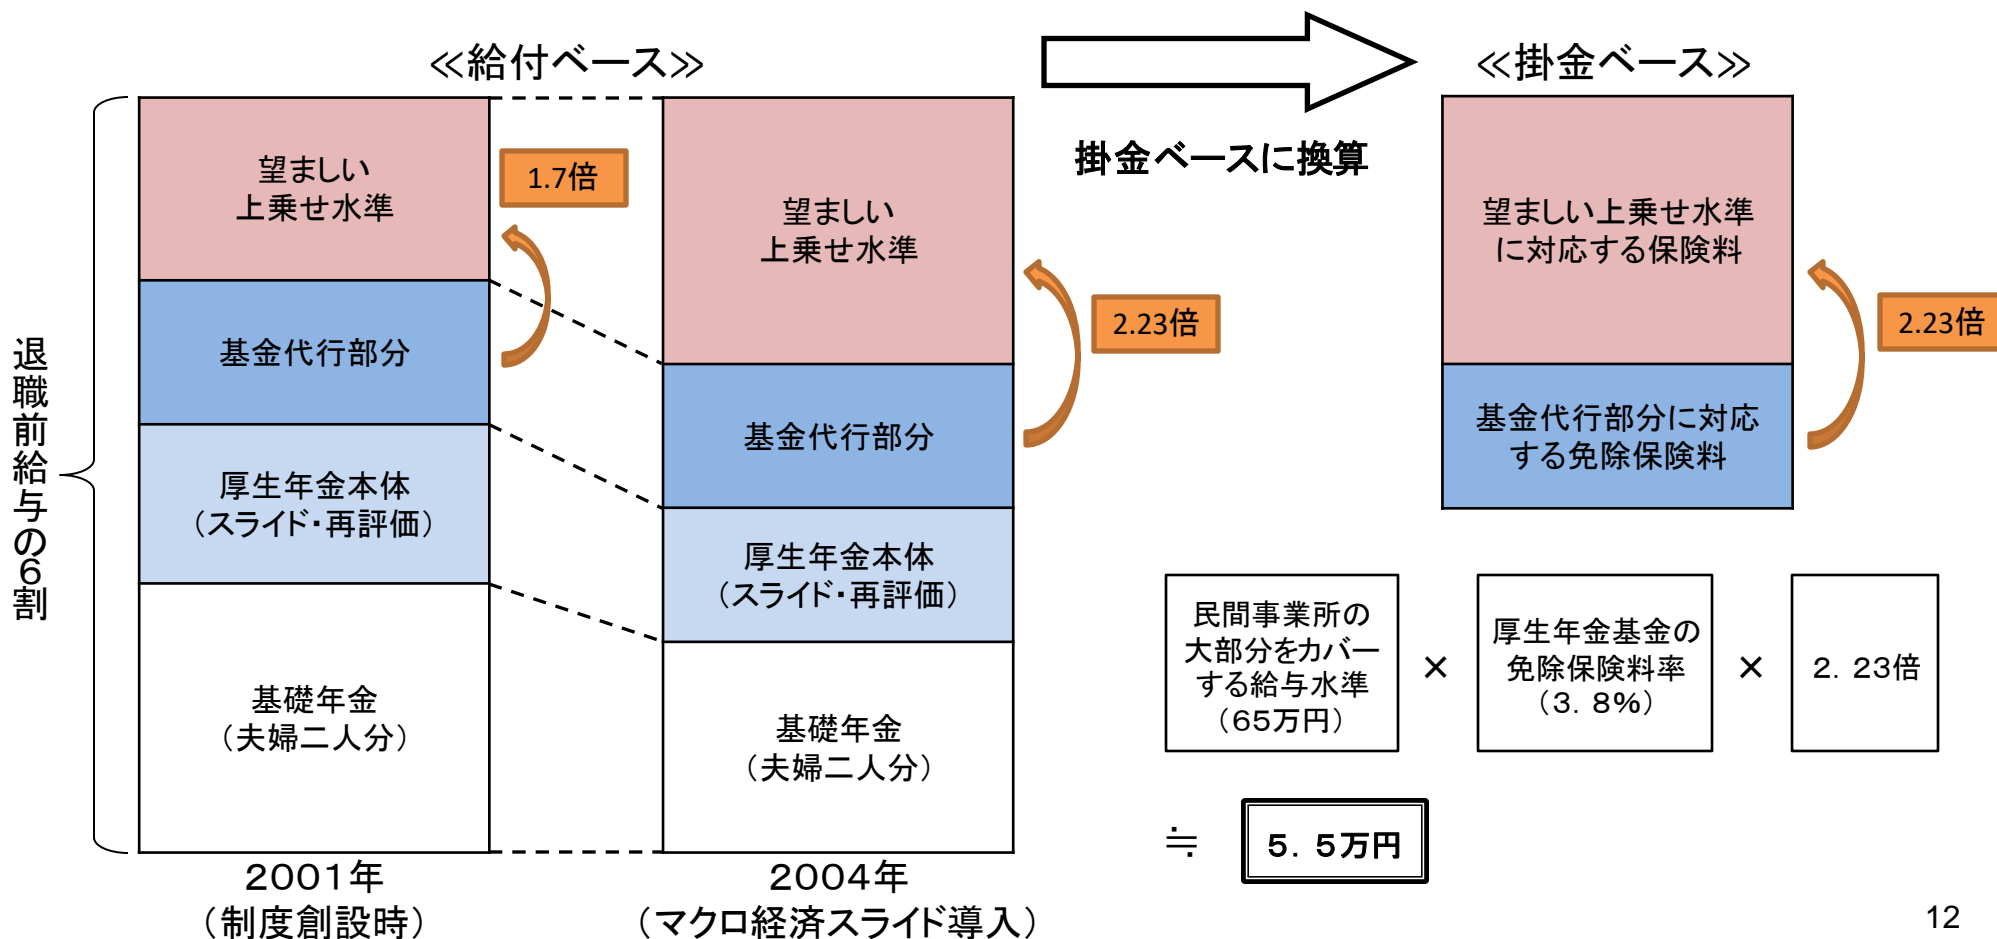 ≪給付ベース≫
≪掛金ベース≫
掛金ベースに換算
退職前給与の6割
望ましい
上乗せ水準
基金代行部分
厚生年金本体
（スライド・再評価）
基礎年金
（夫婦二人分）
2001年
（制度創設時）
1.7倍
望ましい
上乗せ水準
基金代行部分
厚生年金本体
（スライド・再評価）
基礎年金
（夫婦二人分）
2004年
（マクロ経済スライド導入）
2.23倍
望ましい上乗せ水準
に対応する保険料
基金代行部分に対応
する免除保険料
2.23倍
民間事業所の
大部分をカバー
する給与水準
（65万円）
×
厚生年金基金の
免除保険料率
（3．8％）
×
2．23倍
≒
5．5万円
12